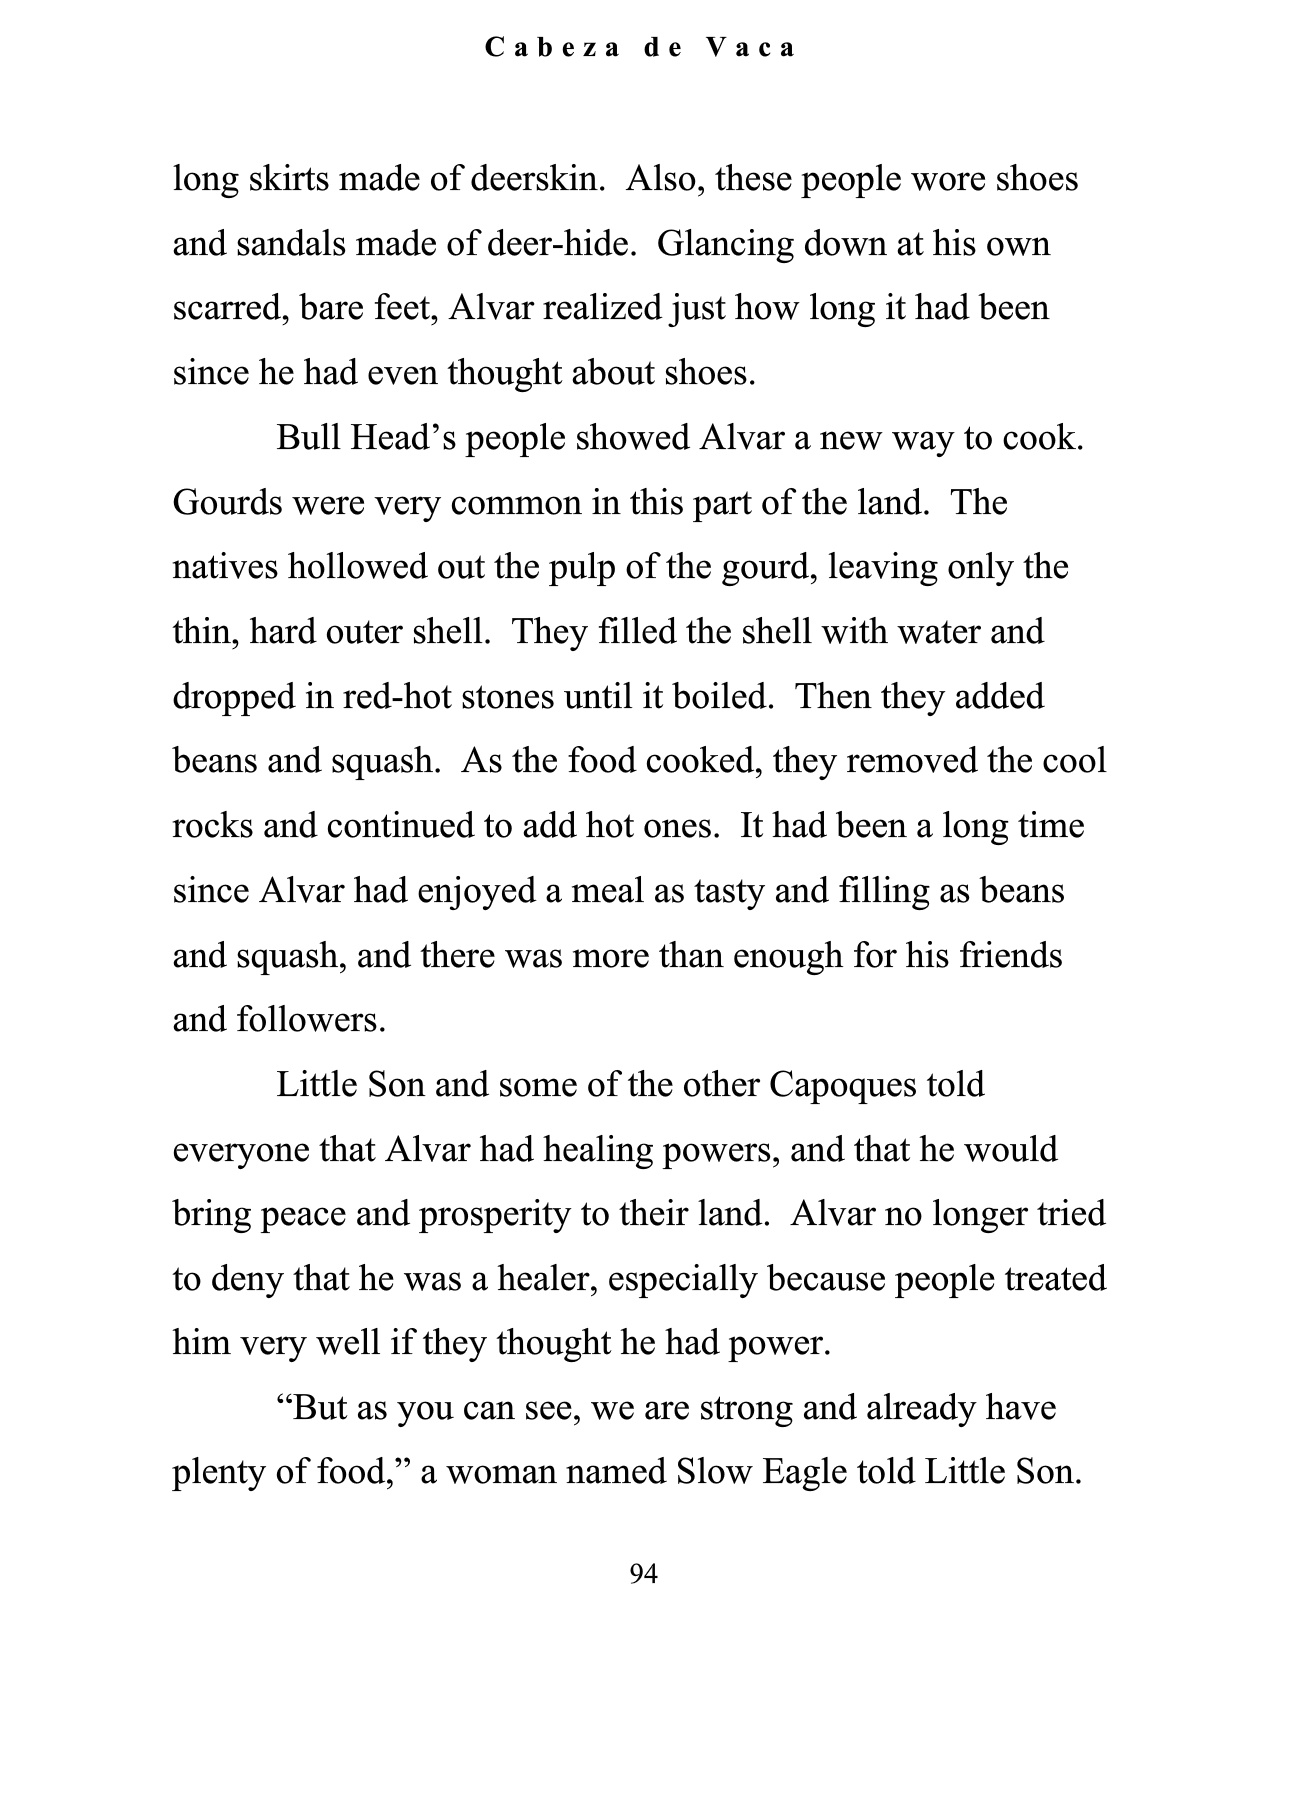 Cabeza de Vaca
long skirts made of deerskin.  Also, these people wore shoes
and sandals made of deer-hide.  Glancing down at his own
scarred, bare feet, Alvar realized just how long it had been
since he had even thought about shoes.
Bull Head’s people showed Alvar a new way to cook.
Gourds were very common in this part of the land.  The
natives hollowed out the pulp of the gourd, leaving only the
thin, hard outer shell.  They filled the shell with water and
dropped in red-hot stones until it boiled.  Then they added
beans and squash.  As the food cooked, they removed the cool
rocks and continued to add hot ones.  It had been a long time
since Alvar had enjoyed a meal as tasty and filling as beans
and squash, and there was more than enough for his friends
and followers.
Little Son and some of the other Capoques told
everyone that Alvar had healing powers, and that he would
bring peace and prosperity to their land.  Alvar no longer tried
to deny that he was a healer, especially because people treated
him very well if they thought he had power.
“But as you can see, we are strong and already have
plenty of food,” a woman named Slow Eagle told Little Son.
94